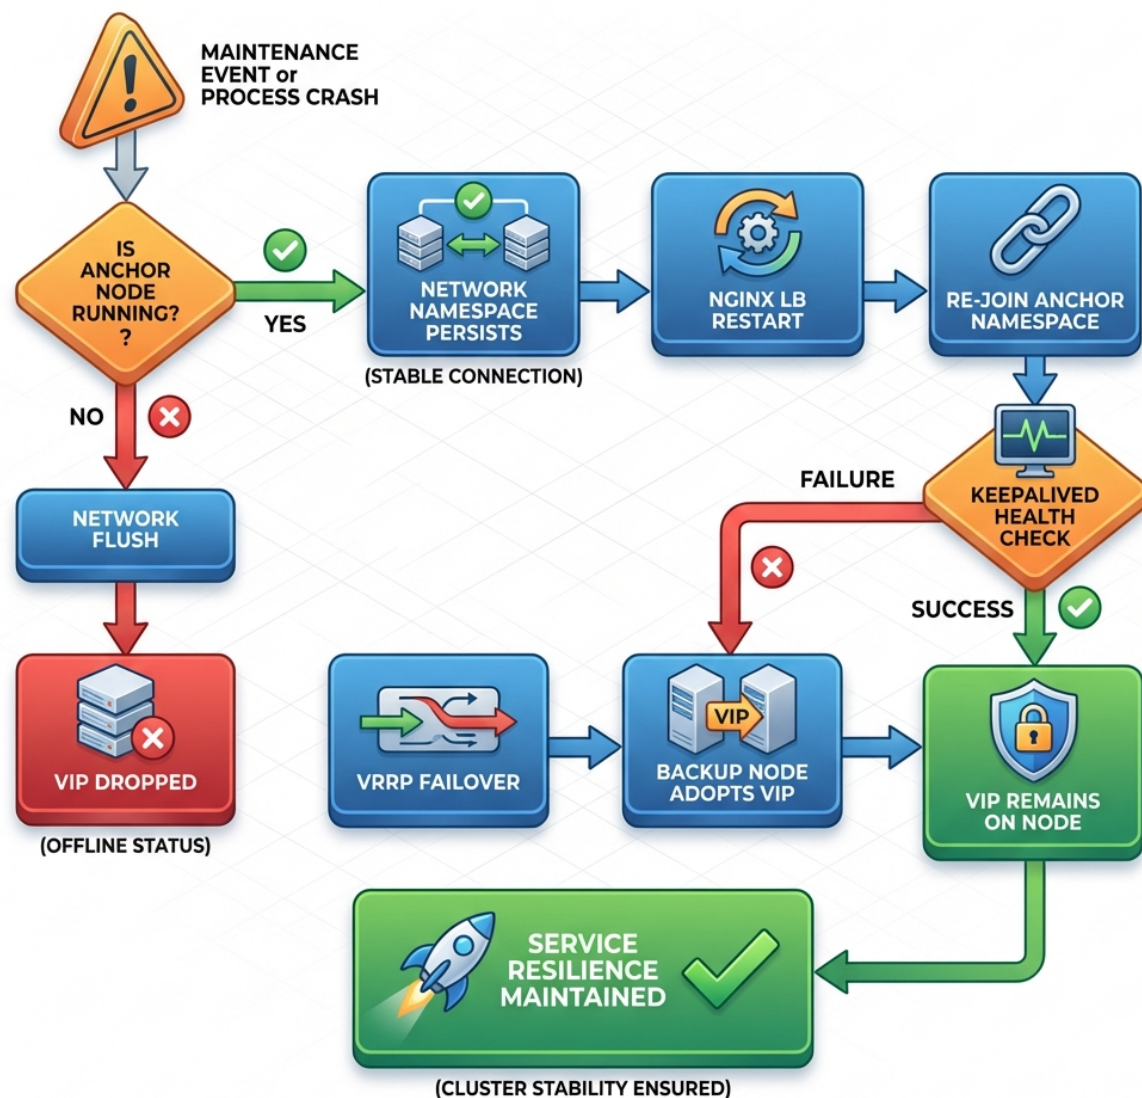 MAINTENANCE
EVENT or
PROCESS CRASH
IS
ANCHOR
NODE
RUNNING?
?
YES
NETWORK
NAMESPACE
PERSISTS
(STABLE CONNECTION)
NGINX LB
RESTART
RE-JOIN ANCHOR
NAMESPACE
NO
NETWORK
FLUSH
VIP DROPPED
(OFFLINE STATUS)
KEEPALIVED
HEALTH
CHECK
FAILURE
SUCCESS
VRRP FAILOVER
VIP
BACKUP NODE
ADOPTS VIP
VIP REMAINS
ON NODE
SERVICE
RESILIENCE
MAINTAINED
(CLUSTER STABILITY ENSURED)